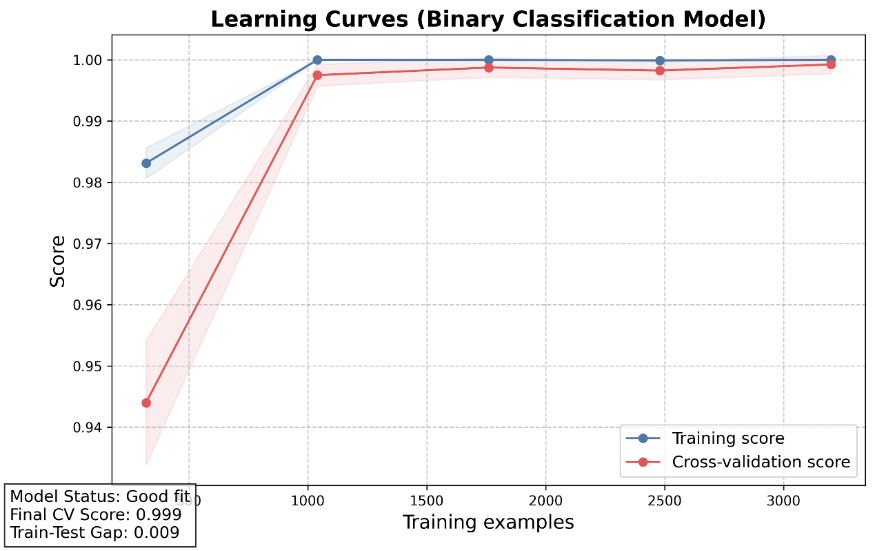 Learning Curves (Binary Classification Model)
1.00
0.99
0.98
0.97
0.96
0.95
0.94
Score
Training score
Cross-validation score
500
1000
1500
2000
2500
3000
Training examples
Model Status: Good fit
Final CV Score: 0.999
Train-Test Gap: 0.009